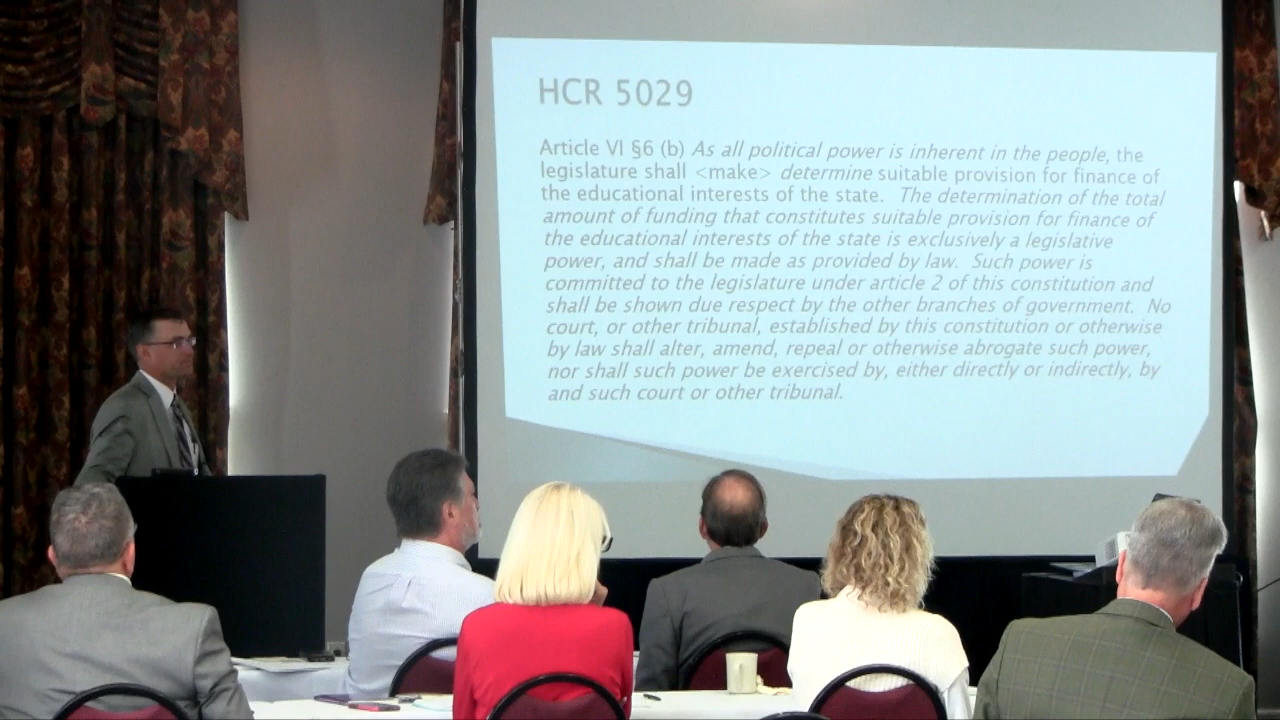 HCR 5029
Article VI §6 (b) As all political power is inherent in the people, the
legislature shall <make> determine suitable provision for finance of
the educational interests of the state. The determination of the total
amount of funding that constitutes suitable provision for finance of
the educational interests of the state is exclusively a legislative
power, and shall be made as provided by law. Such power is
committed to the legislature under article 2 of this constitution and
shall be shown due respect by the other branches of government. No
court, or other tribunal, established by this constitution or otherwise
by law shall alter, amend, repeal or otherwise abrogate such power,
nor shall such power be exercised by, either directly or indirectly, by
and such court or other tribunal.